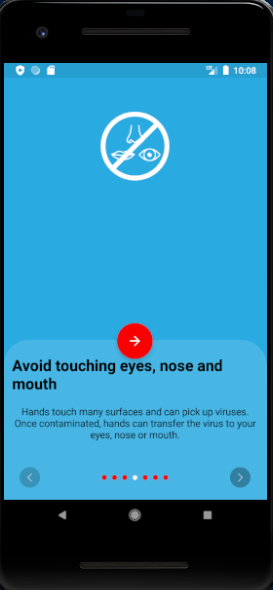 10:08
Avoid touching eyes, nose and
mouth
Hands touch many surfaces and can pick up viruses.
Once contaminated, hands can transfer the virus to your
eyes, nose or mouth.